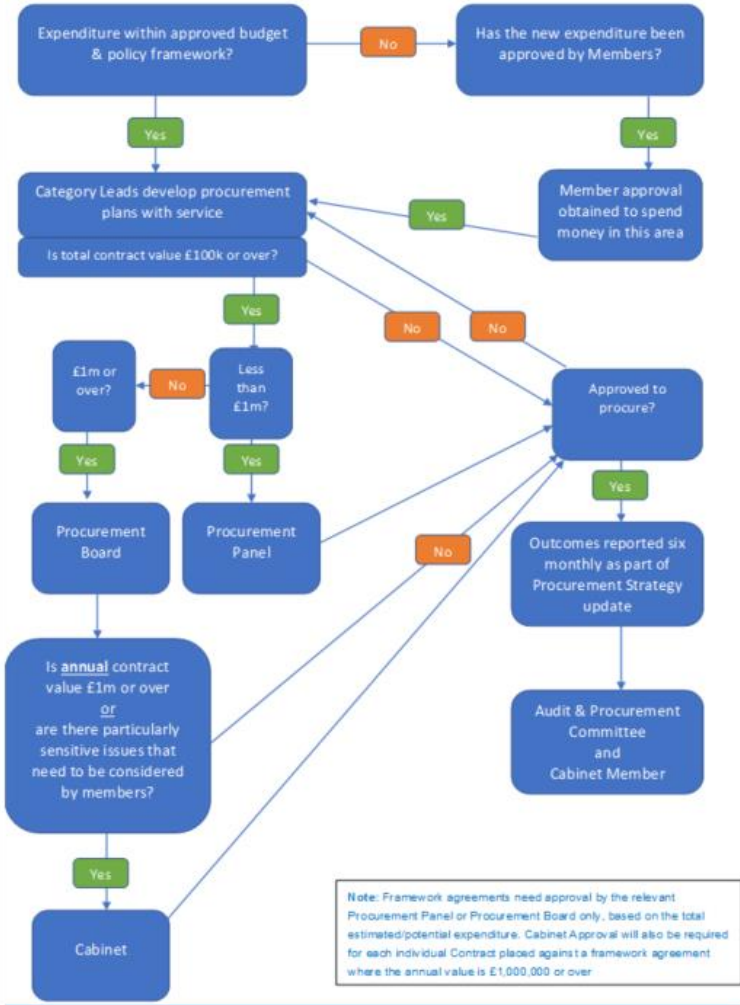 Expenditure within approved budget
& policy framework?
No
Has the new expenditure been
approved by Members?
Yes
Yes
Category Leads develop procurement
plans with service
Yes
Member approval
obtained to spend
money in this area
Is total contract value £100k or over?
Yes
No
No
£1m or
over?
No
Less
than
£1m?
Approved to
procure?
Yes
Yes
Yes
Procurement
Board
Procurement
Panel
No
Outcomes reported six
monthly as part of
Procurement Strategy
update
Is annual contract
value £1m or over
or
are there particularly
sensitive issues that
need to be considered
by members?
Audit & Procurement
Committee
and
Cabinet Member
Yes
Cabinet
Note: Framework agreements need approval by the relevant
Procurement Panel or Procurement Board only, based on the total
estimated/potential expenditure. Cabinet Approval will also be required
for each individual Contract placed against a framework agreement
where the annual value is £1,000,000 or over